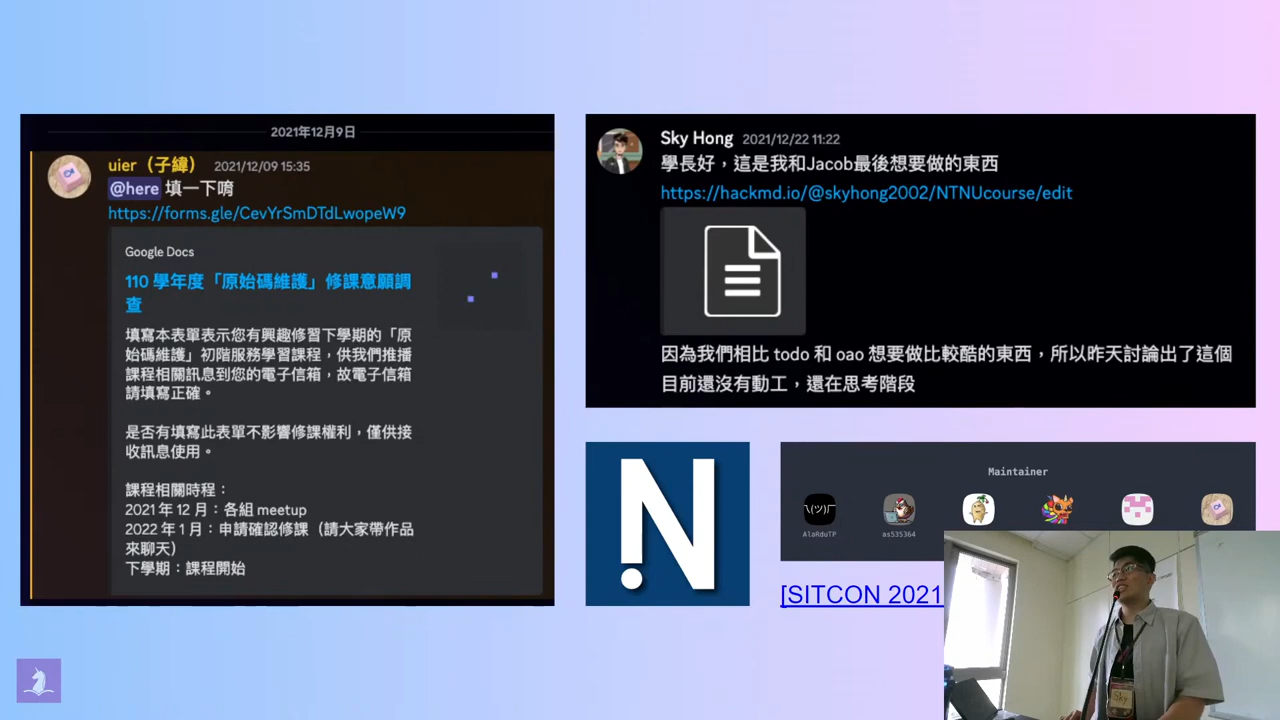 2021年12月9日
uier（子緯） 2021/12/09 15:35
@here 填一下唷
https://forms.gle/CevYrSmDTdLwopeW9
Google Docs
110 學年度「原始碼維護」修課意願調
查
填寫本表單表示您有興趣修習下學期的「原
始碼維護」初階服務學習課程，供我們推播
課程相關訊息到您的電子信箱，故電子信箱
請填寫正確。
是否有填寫此表單不影響修課權利，僅供接
收訊息使用。
課程相關時程：
2021 年 12 月：各組 meetup
2022 年 1 月：申請確認修課（請大家帶作品
來聊天）
下學期：課程開始
Sky Hong 2021/12/22 11:22
學長好，這是我和Jacob最後想要做的東西
https://hackmd.io/@skyhong2002/NTNUcourse/edit
因為我們相比 todo 和 oao 想要做比較酷的東西，所以昨天討論出了這個
目前還沒有動工，還在思考階段
N
Maintainer
AlaRduTP as535364
[SITCON 2021
Sky